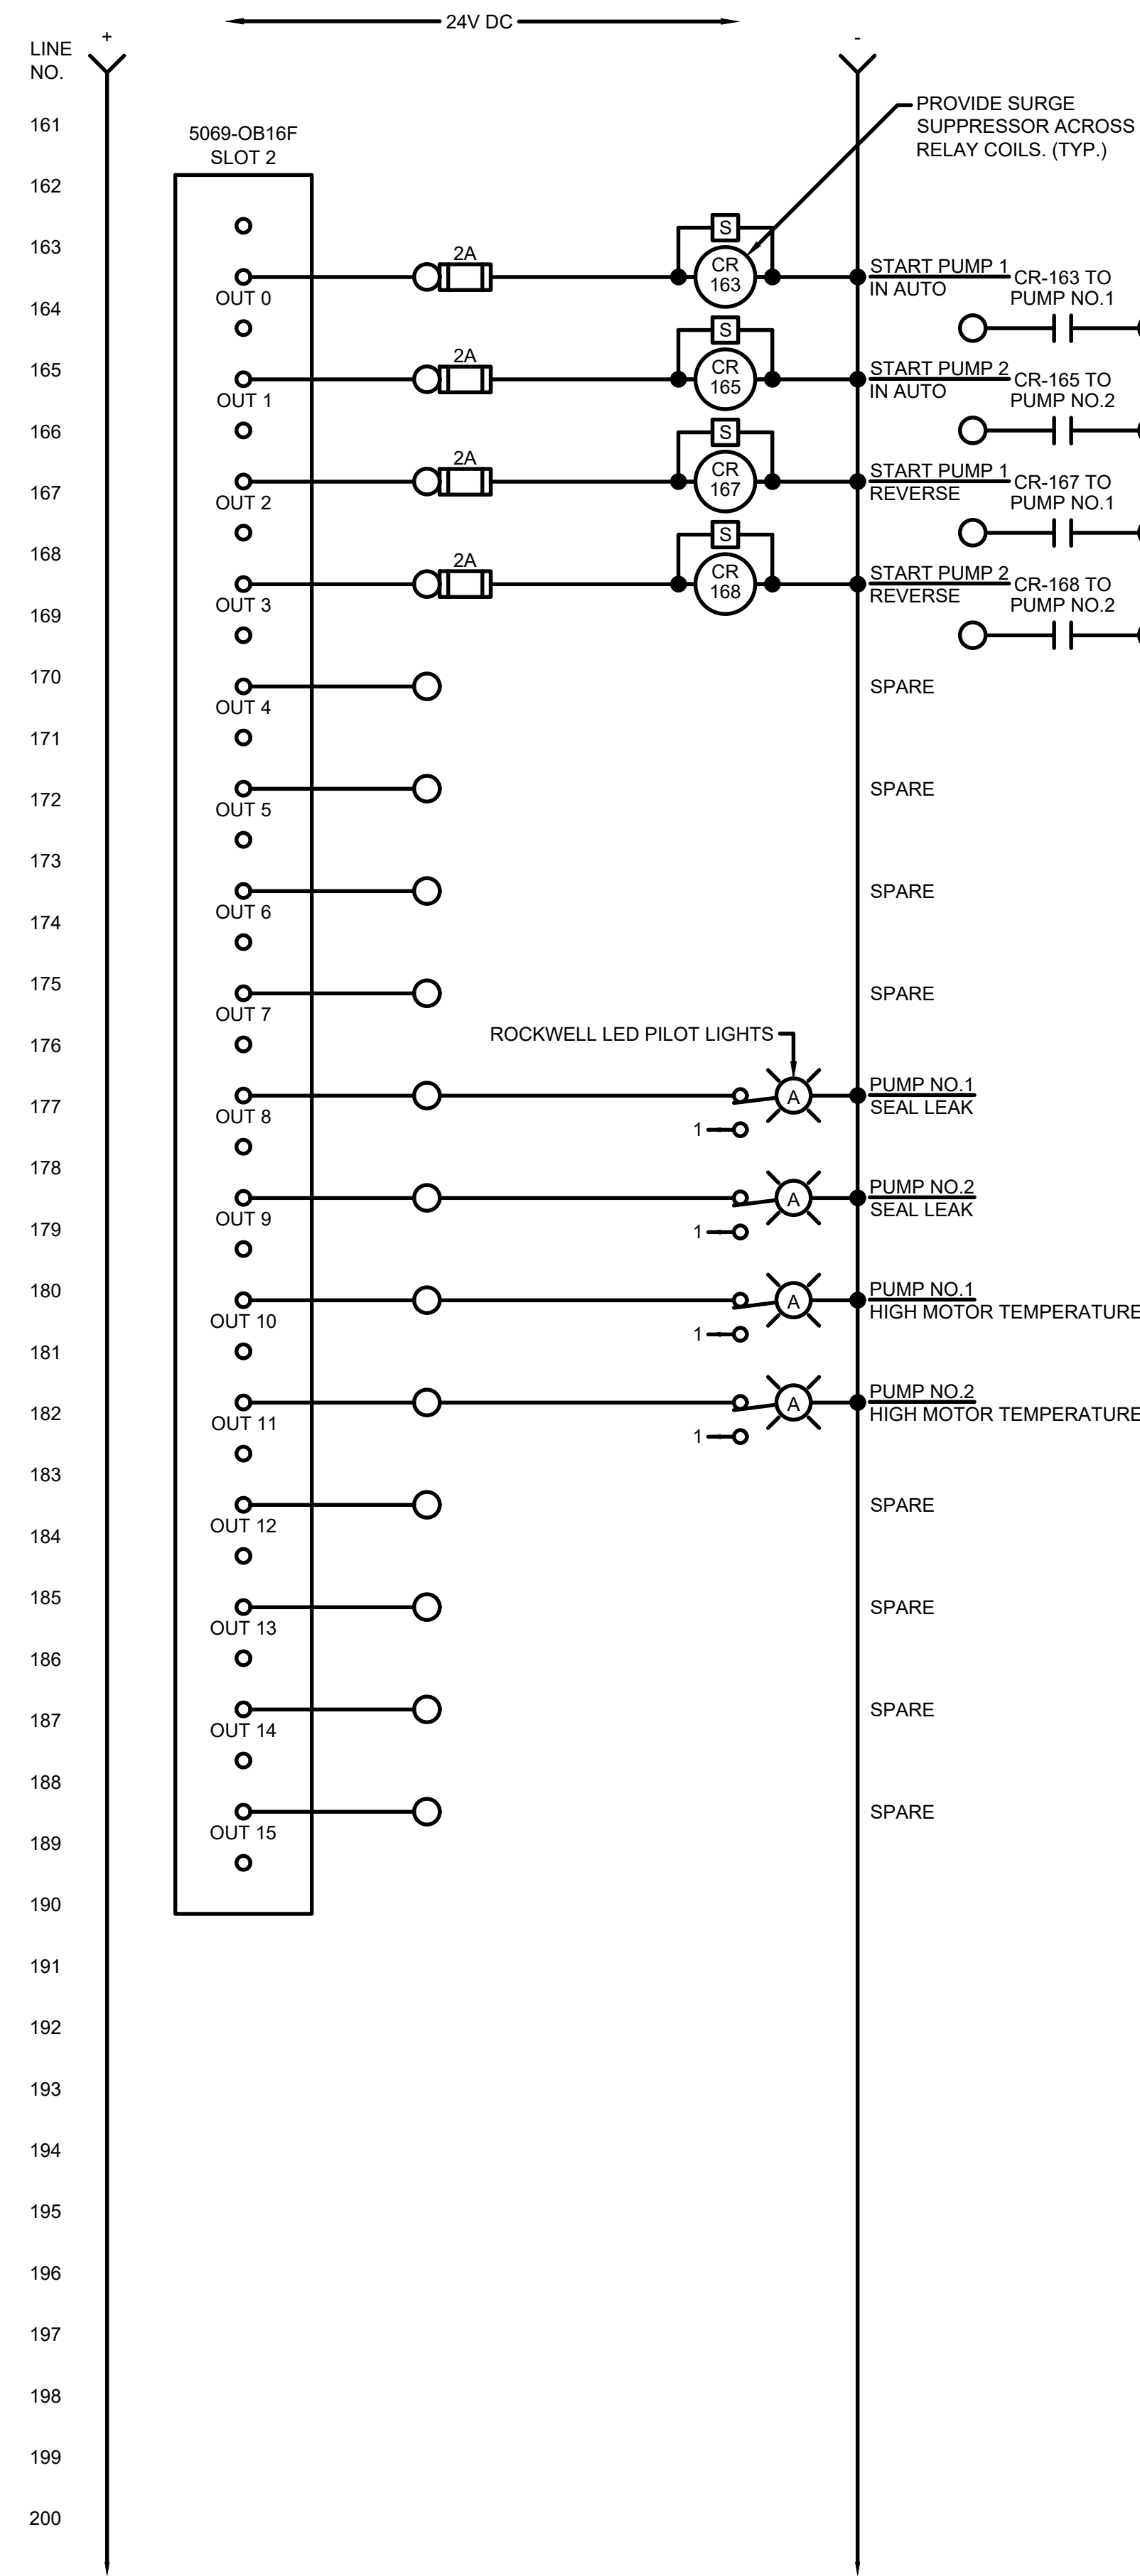 24V DC
+
-
LINE
NO.
PROVIDE SURGE
SUPPRESSOR ACROSS
RELAY COILS. (TYP.)
161
5069-OB16F
SLOT 2
162
S
163
2A
CR
163
START PUMP 1
IN AUTO
CR-163 TO
PUMP NO.1
OUT 0
164
S
165
2A
CR
165
START PUMP 2
IN AUTO
CR-165 TO
PUMP NO.2
OUT 1
166
S
167
2A
CR
167
START PUMP 1
REVERSE
CR-167 TO
PUMP NO.1
OUT 2
168
S
2A
CR
168
START PUMP 2
REVERSE
CR-168 TO
PUMP NO.2
OUT 3
169
170
SPARE
OUT 4
171
172
SPARE
OUT 5
173
SPARE
OUT 6
174
175
SPARE
OUT 7
176
ROCKWELL LED PILOT LIGHTS
A
PUMP NO.1
SEAL LEAK
177
OUT 8
1
178
A
PUMP NO.2
SEAL LEAK
OUT 9
179
1
180
A
PUMP NO.1
HIGH MOTOR TEMPERATURE
OUT 10
1
181
A
PUMP NO.2
HIGH MOTOR TEMPERATURE
182
OUT 11
1
183
SPARE
OUT 12
184
185
SPARE
OUT 13
186
187
SPARE
OUT 14
188
SPARE
OUT 15
189
190
191
192
193
194
195
196
197
198
199
200